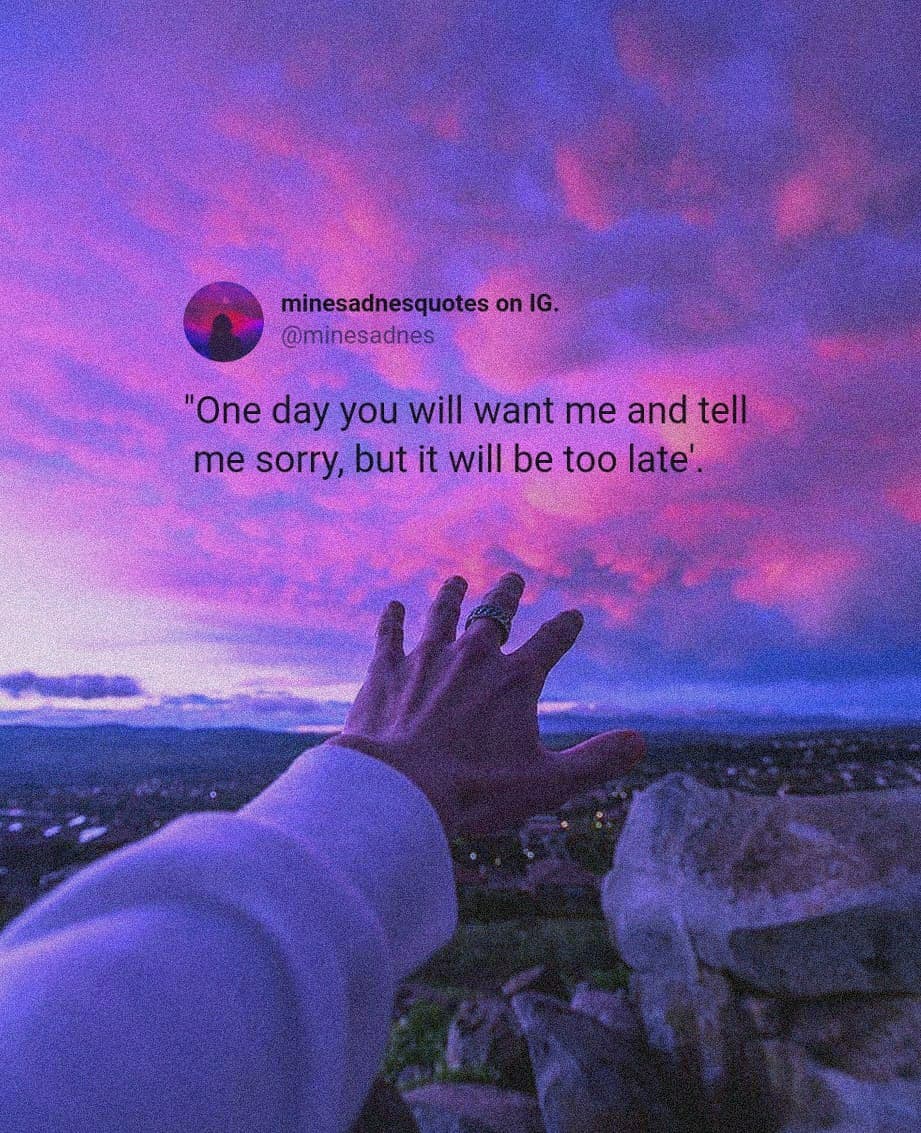 minesadnesquotes on IG.
@minesadnes
"One day you will want me and tell
me sorry, but it will be too late'.